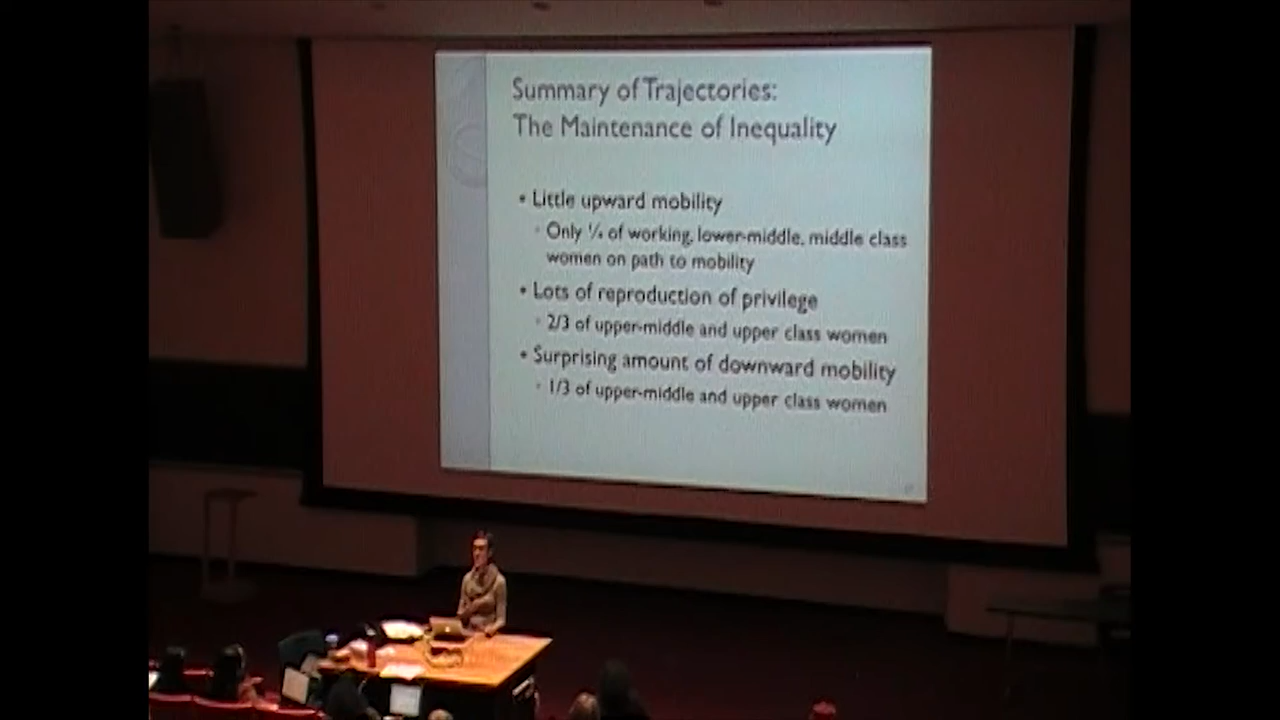 Summary of Trajectories:
The Maintenance of Inequality
• Little upward mobility
◦ Only ¼ of working, lower-middle, middle class
women on path to mobility
• Lots of reproduction of privilege
◦ 2/3 of upper-middle and upper class women
• Surprising amount of downward mobility
◦ 1/3 of upper-middle and upper class women